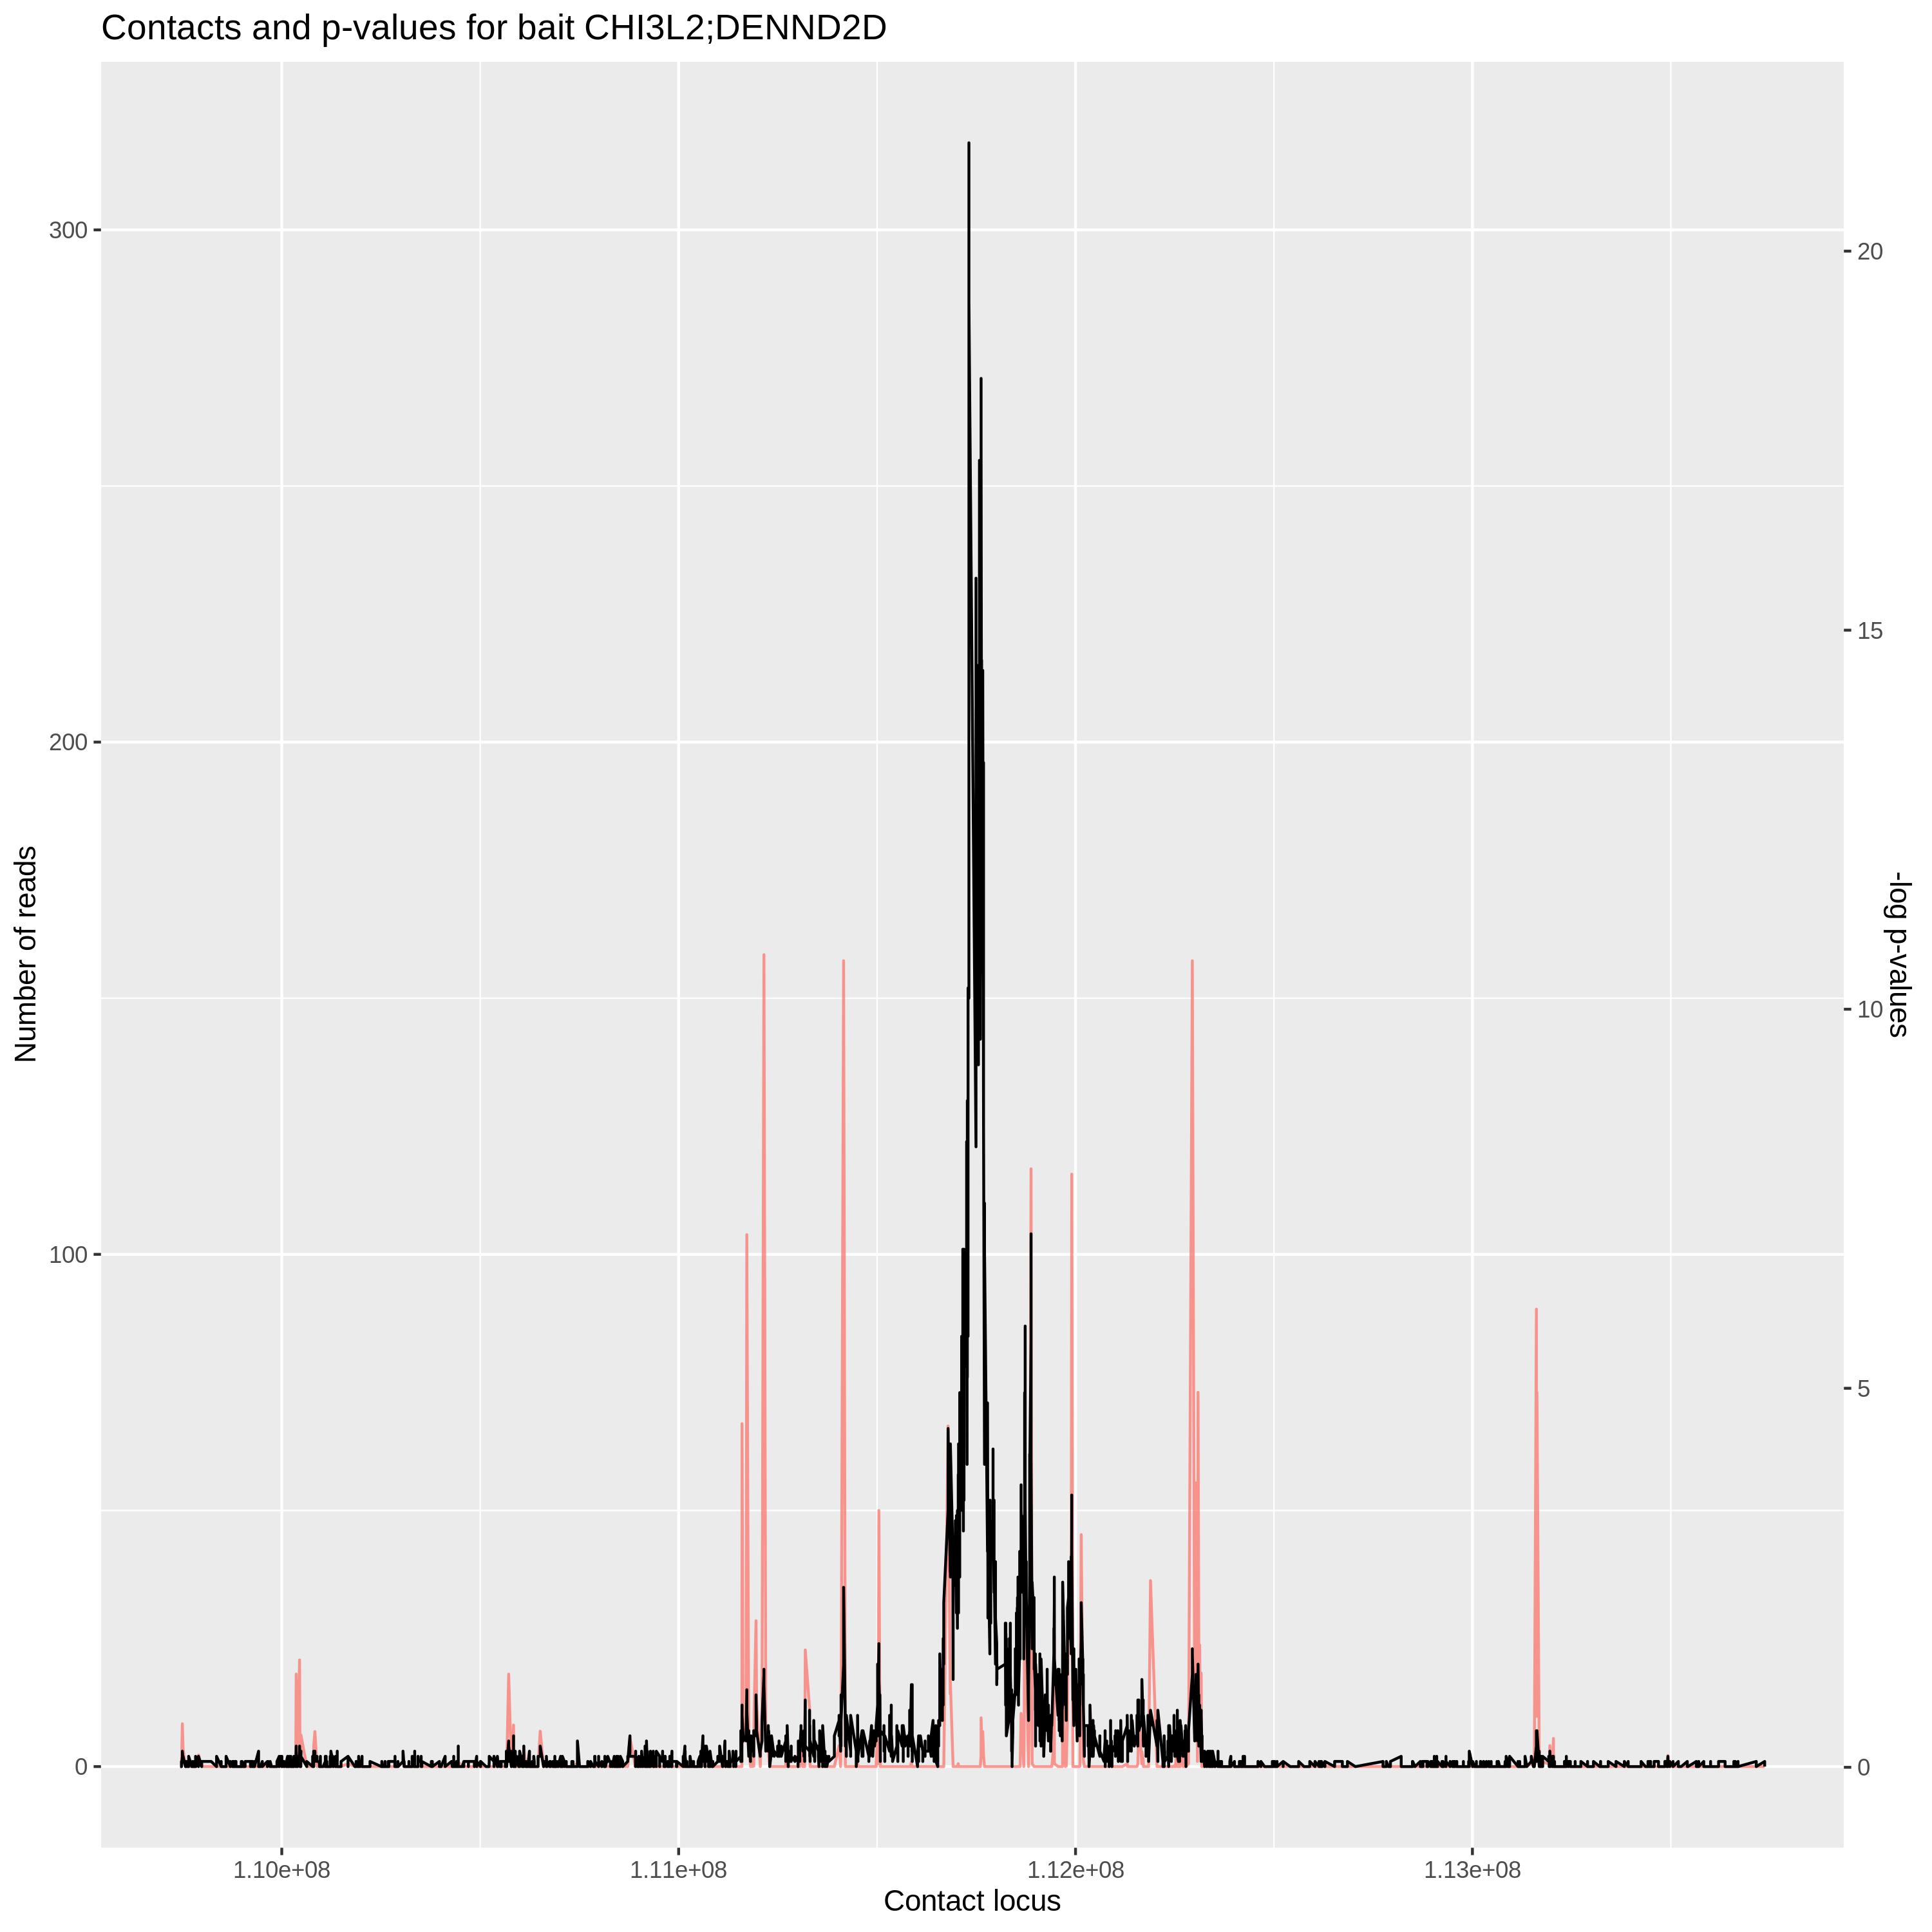 Contacts and p-values for bait CHI3L2;DENND2D
300
200
100
0
Number of reads
20
15
10
5
0
-log p-values
1.10e+08
1.11e+08
1.12e+08
1.13e+08
Contact locus